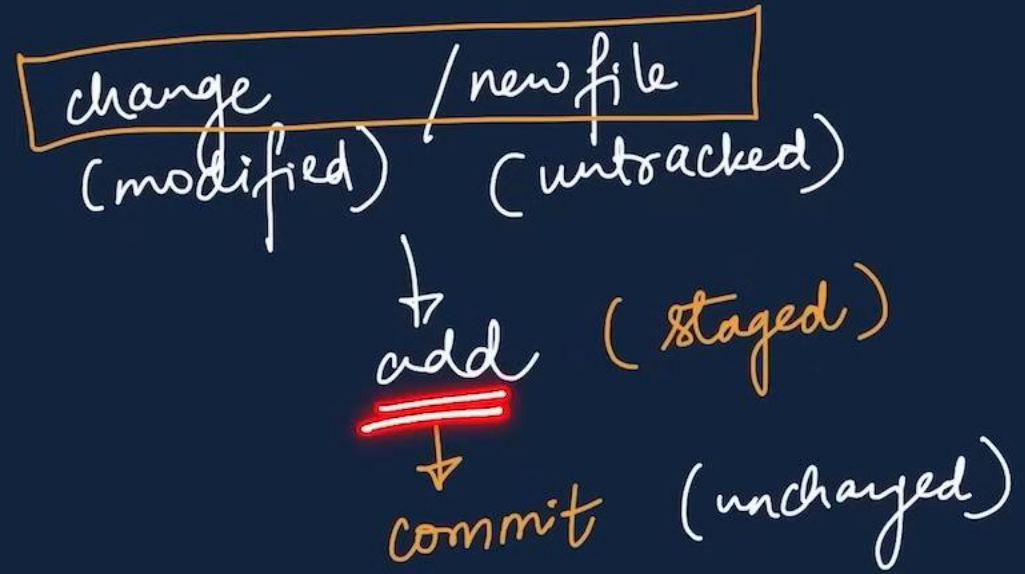 change / new file
(modified) (untracked)
add (staged)
commit (unchanged)